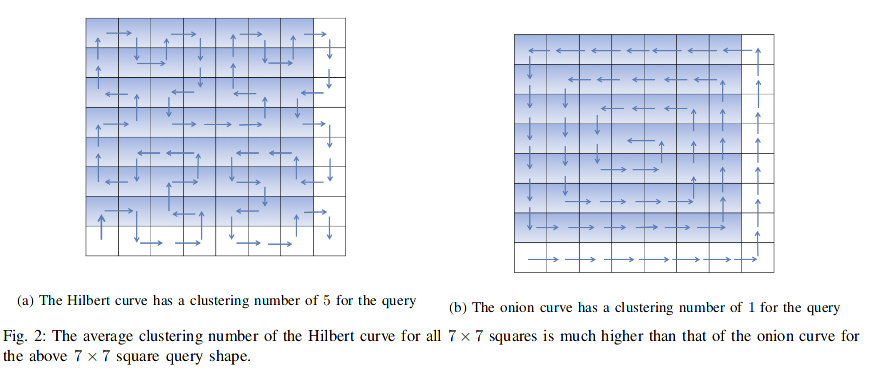 (a) The Hilbert curve has a clustering number of 5 for the query
(b) The onion curve has a clustering number of 1 for the query
Fig. 2: The average clustering number of the Hilbert curve for all 7 × 7 squares is much higher than that of the onion curve for
the above 7 × 7 square query shape.